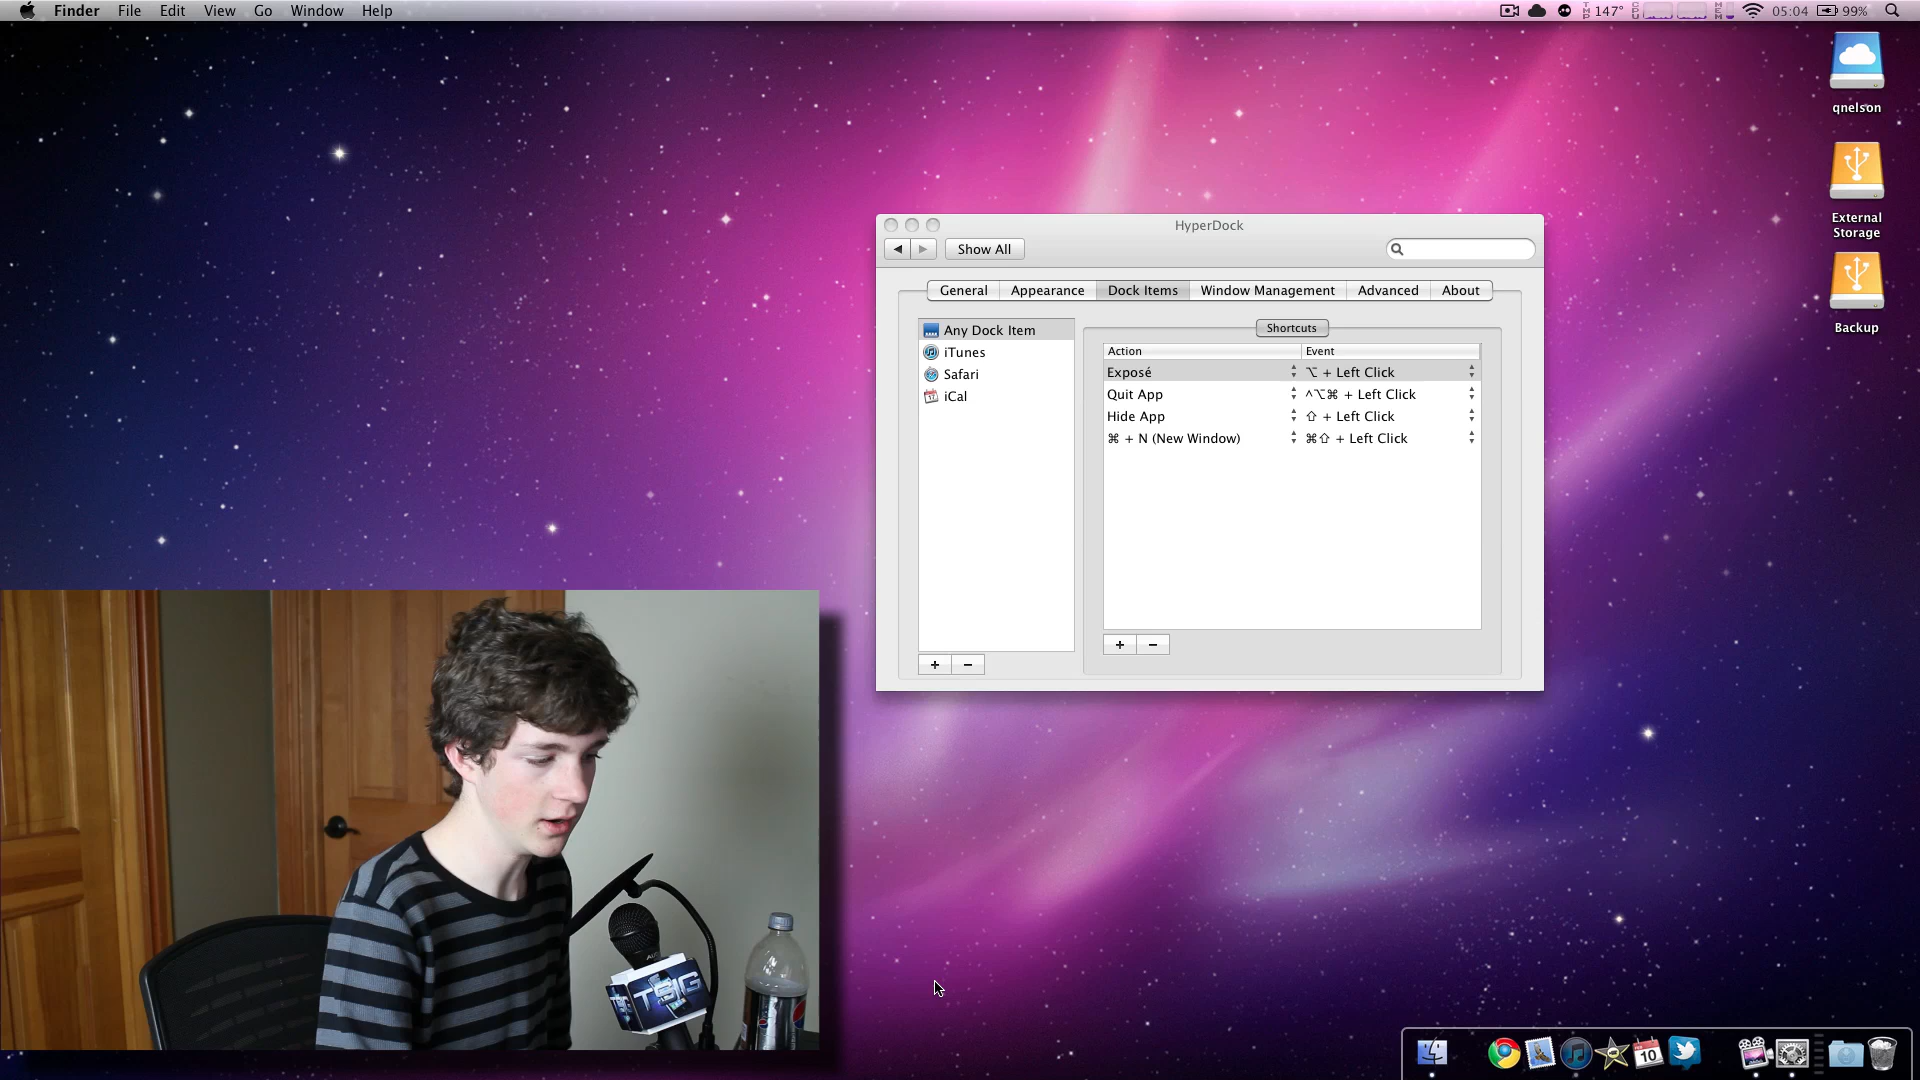 Finder File Edit View Go Window Help
147° 05:04 99%
qnelson
External
Storage
Backup
HyperDock
Show All
General Appearance Dock Items Window Management Advanced About
Any Dock Item
iTunes
Safari
iCal
Shortcuts
Action Event
Exposé ⌥ + Left Click
Quit App ^⌥⌘ + Left Click
Hide App ⇧ + Left Click
⌘ + N (New Window) ⌘⇧ + Left Click
TSIG
10